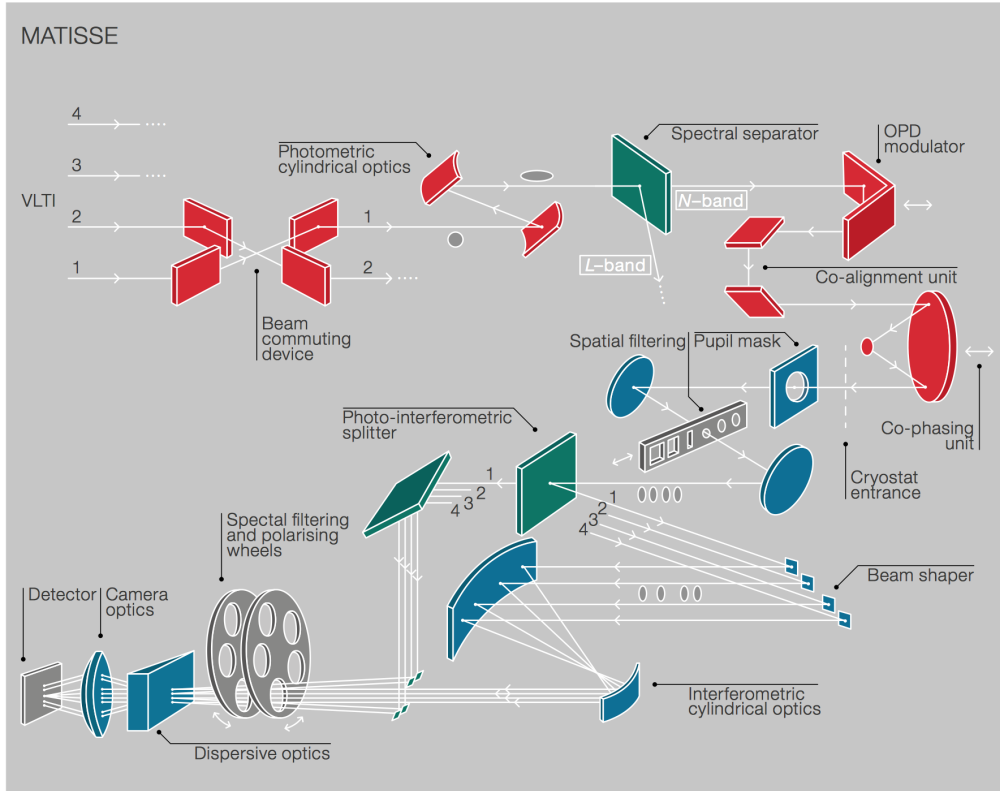 MATISSE
4
3
VLTI
2
1
1
2
Beam
commuting
device
Photometric
cylindrical optics
Spectral separator
OPD
modulator
N–band
L–band
Co-alignment unit
Spatial filtering
Pupil mask
Co-phasing
unit
Cryostat
entrance
Photo-interferometric
splitter
1
2
3
4
1
2
3
4
Spectal filtering
and polarising
wheels
Beam shaper
Detector
Camera
optics
Interferometric
cylindrical optics
Dispersive optics